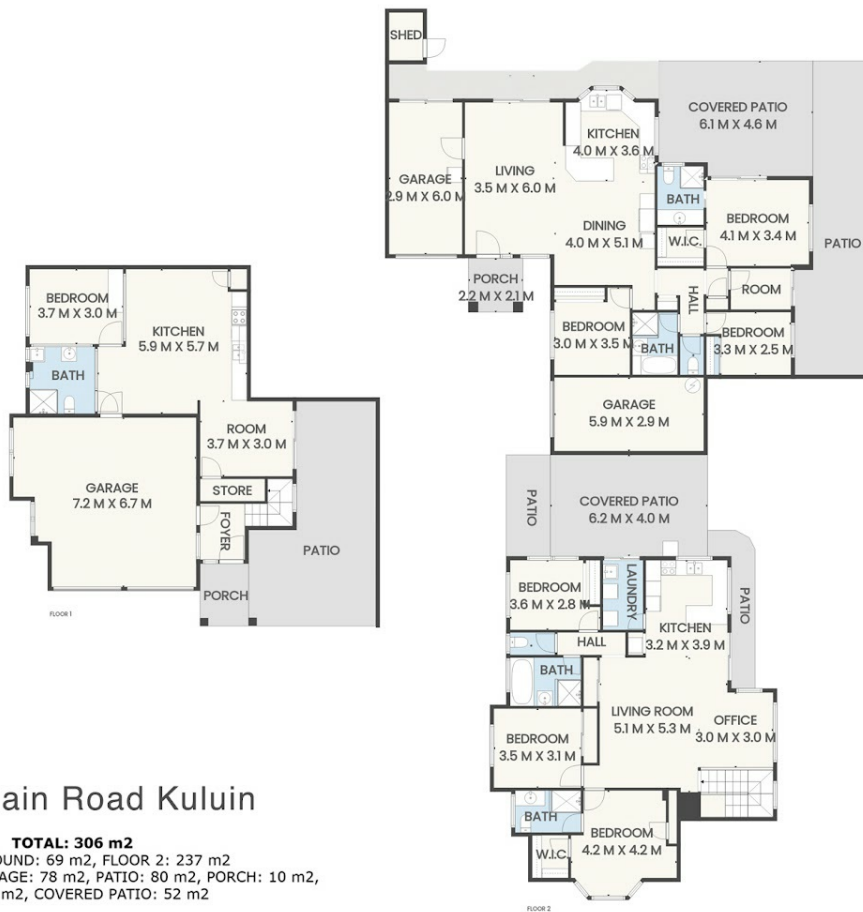 SHED
COVERED PATIO
6.1 M X 4.6 M
KITCHEN
4.0 M X 3.6 M
LIVING
3.5 M X 6.0 M
GARAGE
2.9 M X 6.0 M
BATH
BEDROOM
4.1 M X 3.4 M
DINING
4.0 M X 5.1 M
W.I.C.
PATIO
PORCH
2.2 M X 2.1 M
HALL
ROOM
BEDROOM
3.0 M X 3.5 M
BATH
BEDROOM
3.3 M X 2.5 M
GARAGE
5.9 M X 2.9 M
BEDROOM
3.7 M X 3.0 M
KITCHEN
5.9 M X 5.7 M
BATH
ROOM
3.7 M X 3.0 M
GARAGE
7.2 M X 6.7 M
STORE
FOYER
PATIO
PORCH
FLOOR 1
PATIO
COVERED PATIO
6.2 M X 4.0 M
BEDROOM
3.6 M X 2.8 M
LAUNDRY
KITCHEN
3.2 M X 3.9 M
PATIO
HALL
BATH
LIVING ROOM
5.1 M X 5.3 M
OFFICE
3.0 M X 3.0 M
BEDROOM
3.5 M X 3.1 M
BATH
BEDROOM
4.2 M X 4.2 M
W.I.C.
FLOOR 2
ain Road Kuluin
TOTAL: 306 m2
OUND: 69 m2, FLOOR 2: 237 m2
AGE: 78 m2, PATIO: 80 m2, PORCH: 10 m2,
m2, COVERED PATIO: 52 m2